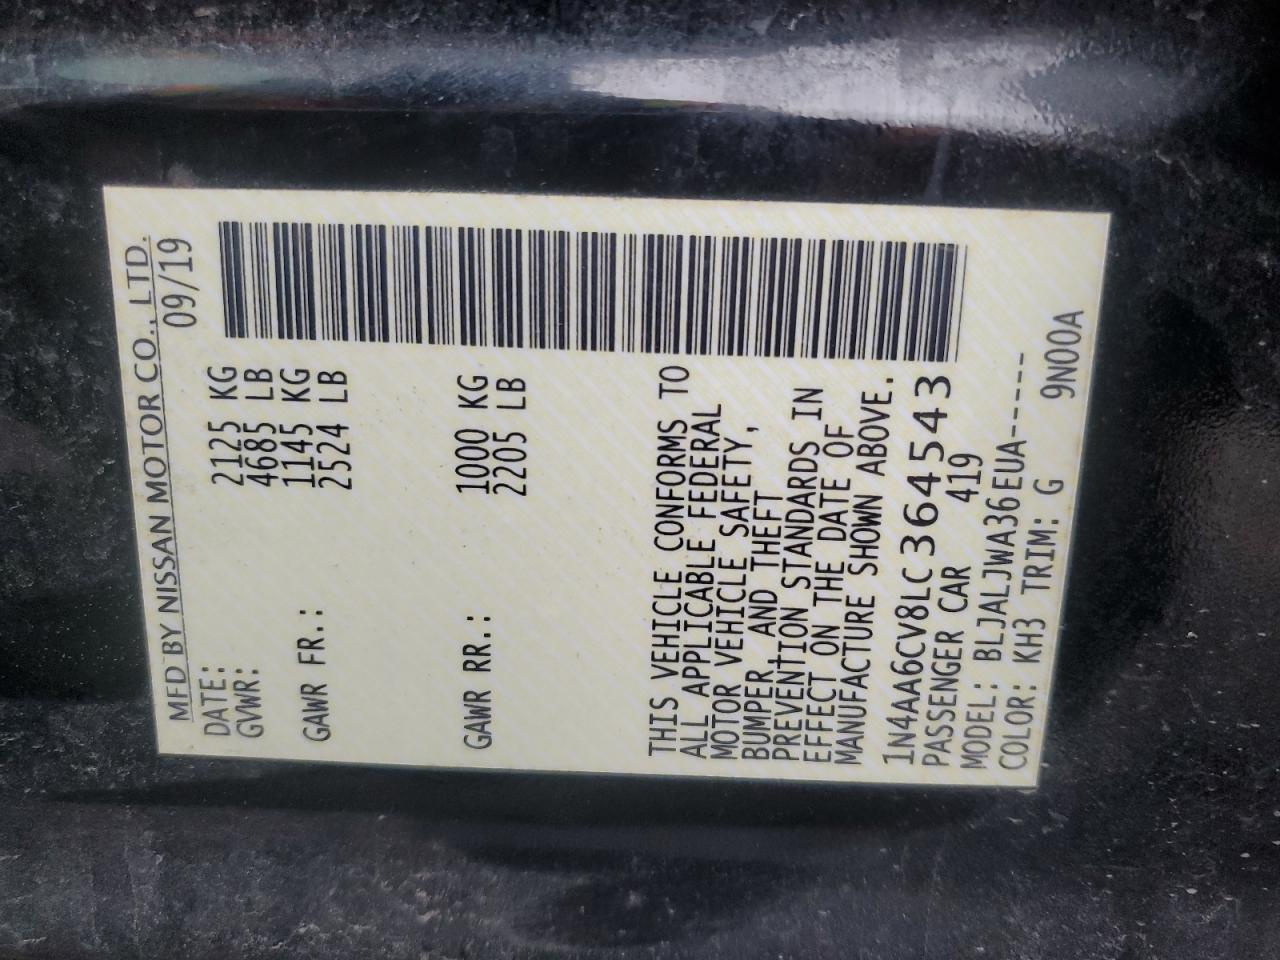 MFD BY NISSAN MOTOR CO., LTD.
DATE: 09/19
GVWR: 2125 KG
4685 LB
GAWR FR.: 1145 KG
2524 LB
GAWR RR.: 1000 KG
2205 LB
THIS VEHICLE CONFORMS TO
ALL APPLICABLE FEDERAL
MOTOR VEHICLE SAFETY,
BUMPER, AND THEFT
PREVENTION STANDARDS IN
EFFECT ON THE DATE OF
MANUFACTURE SHOWN ABOVE.
1N4AA6CV8LC364543
PASSENGER CAR 419
MODEL: BLJALJWA36EUA-----
COLOR: KH3 TRIM: G 9N00A